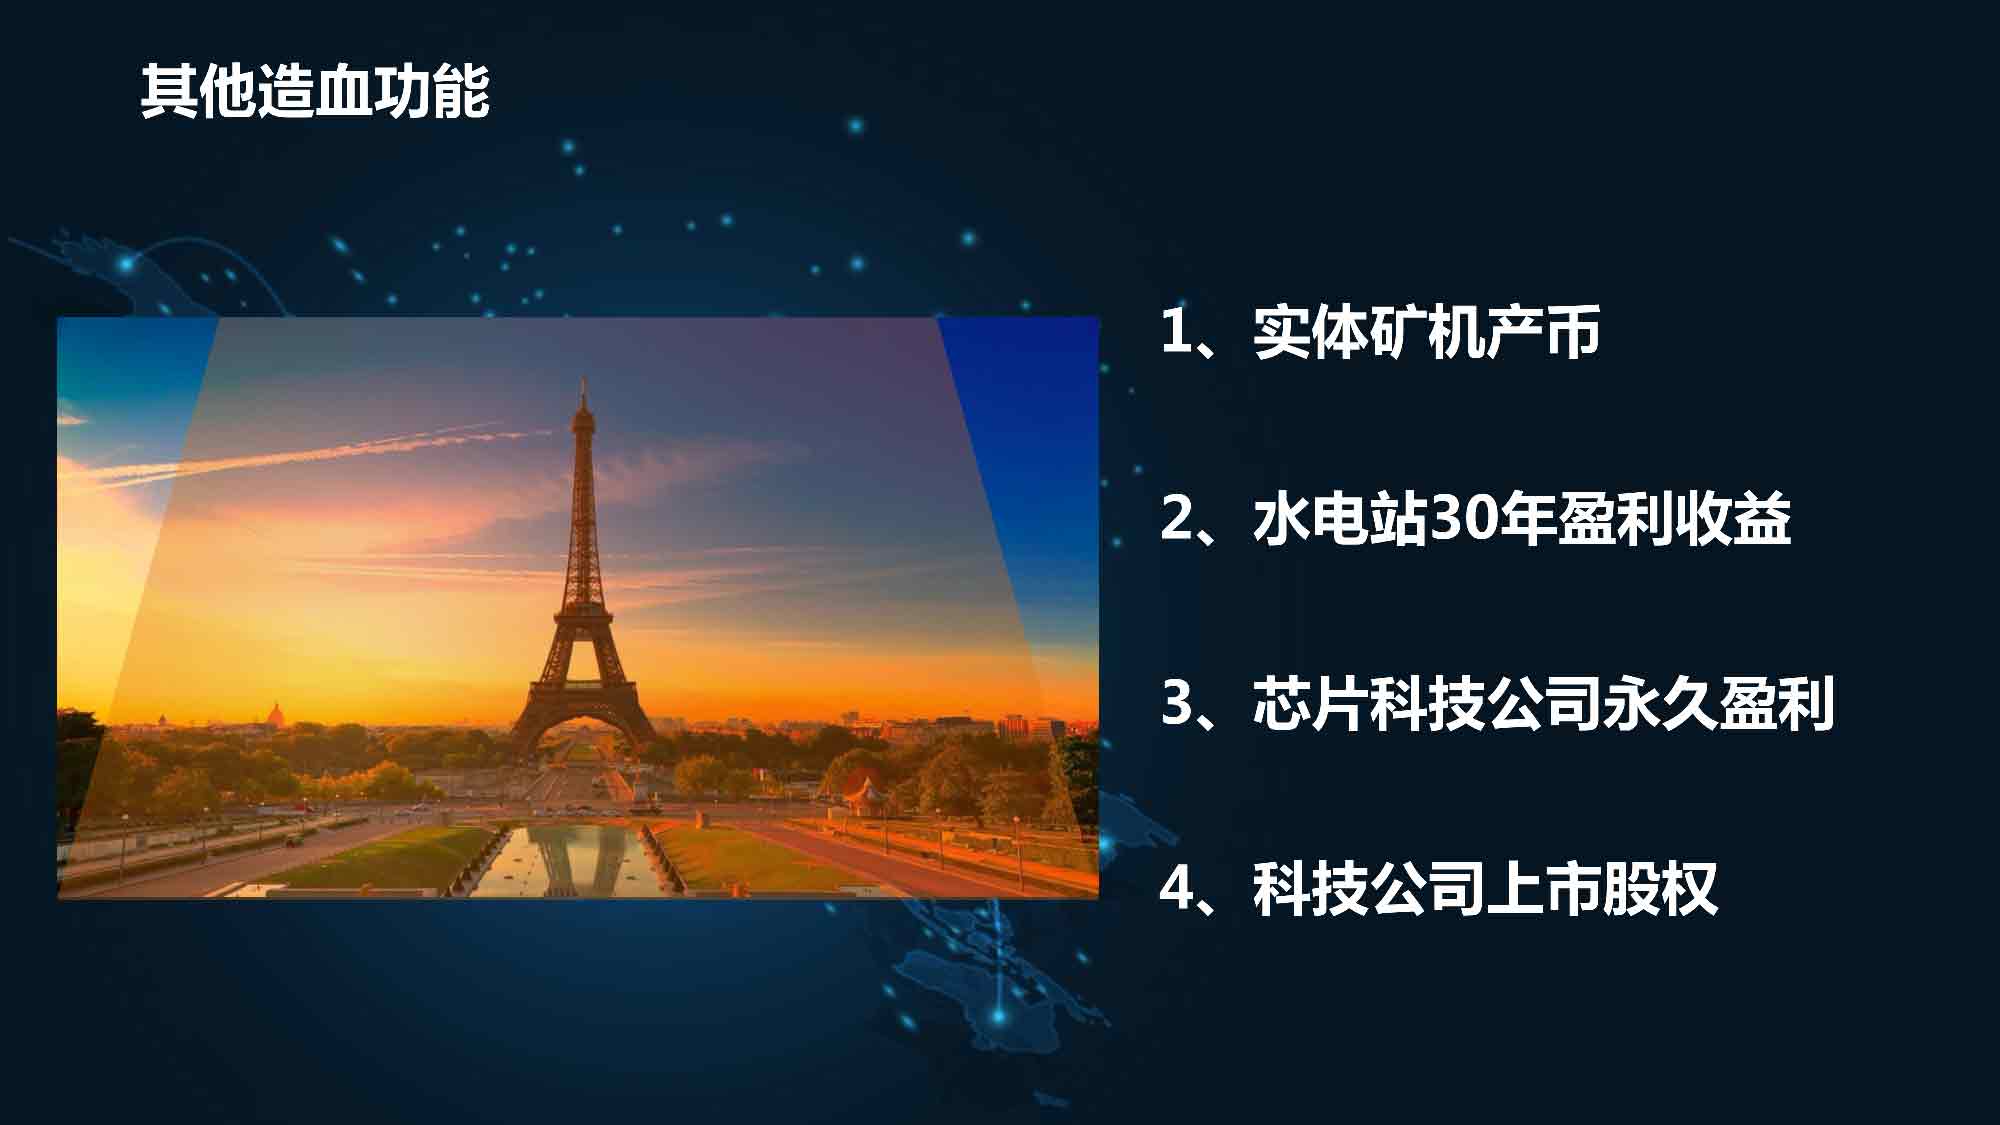 其他造血功能
1、实体矿机产币
2、水电站30年盈利收益
3、芯片科技公司永久盈利
4、科技公司上市股权